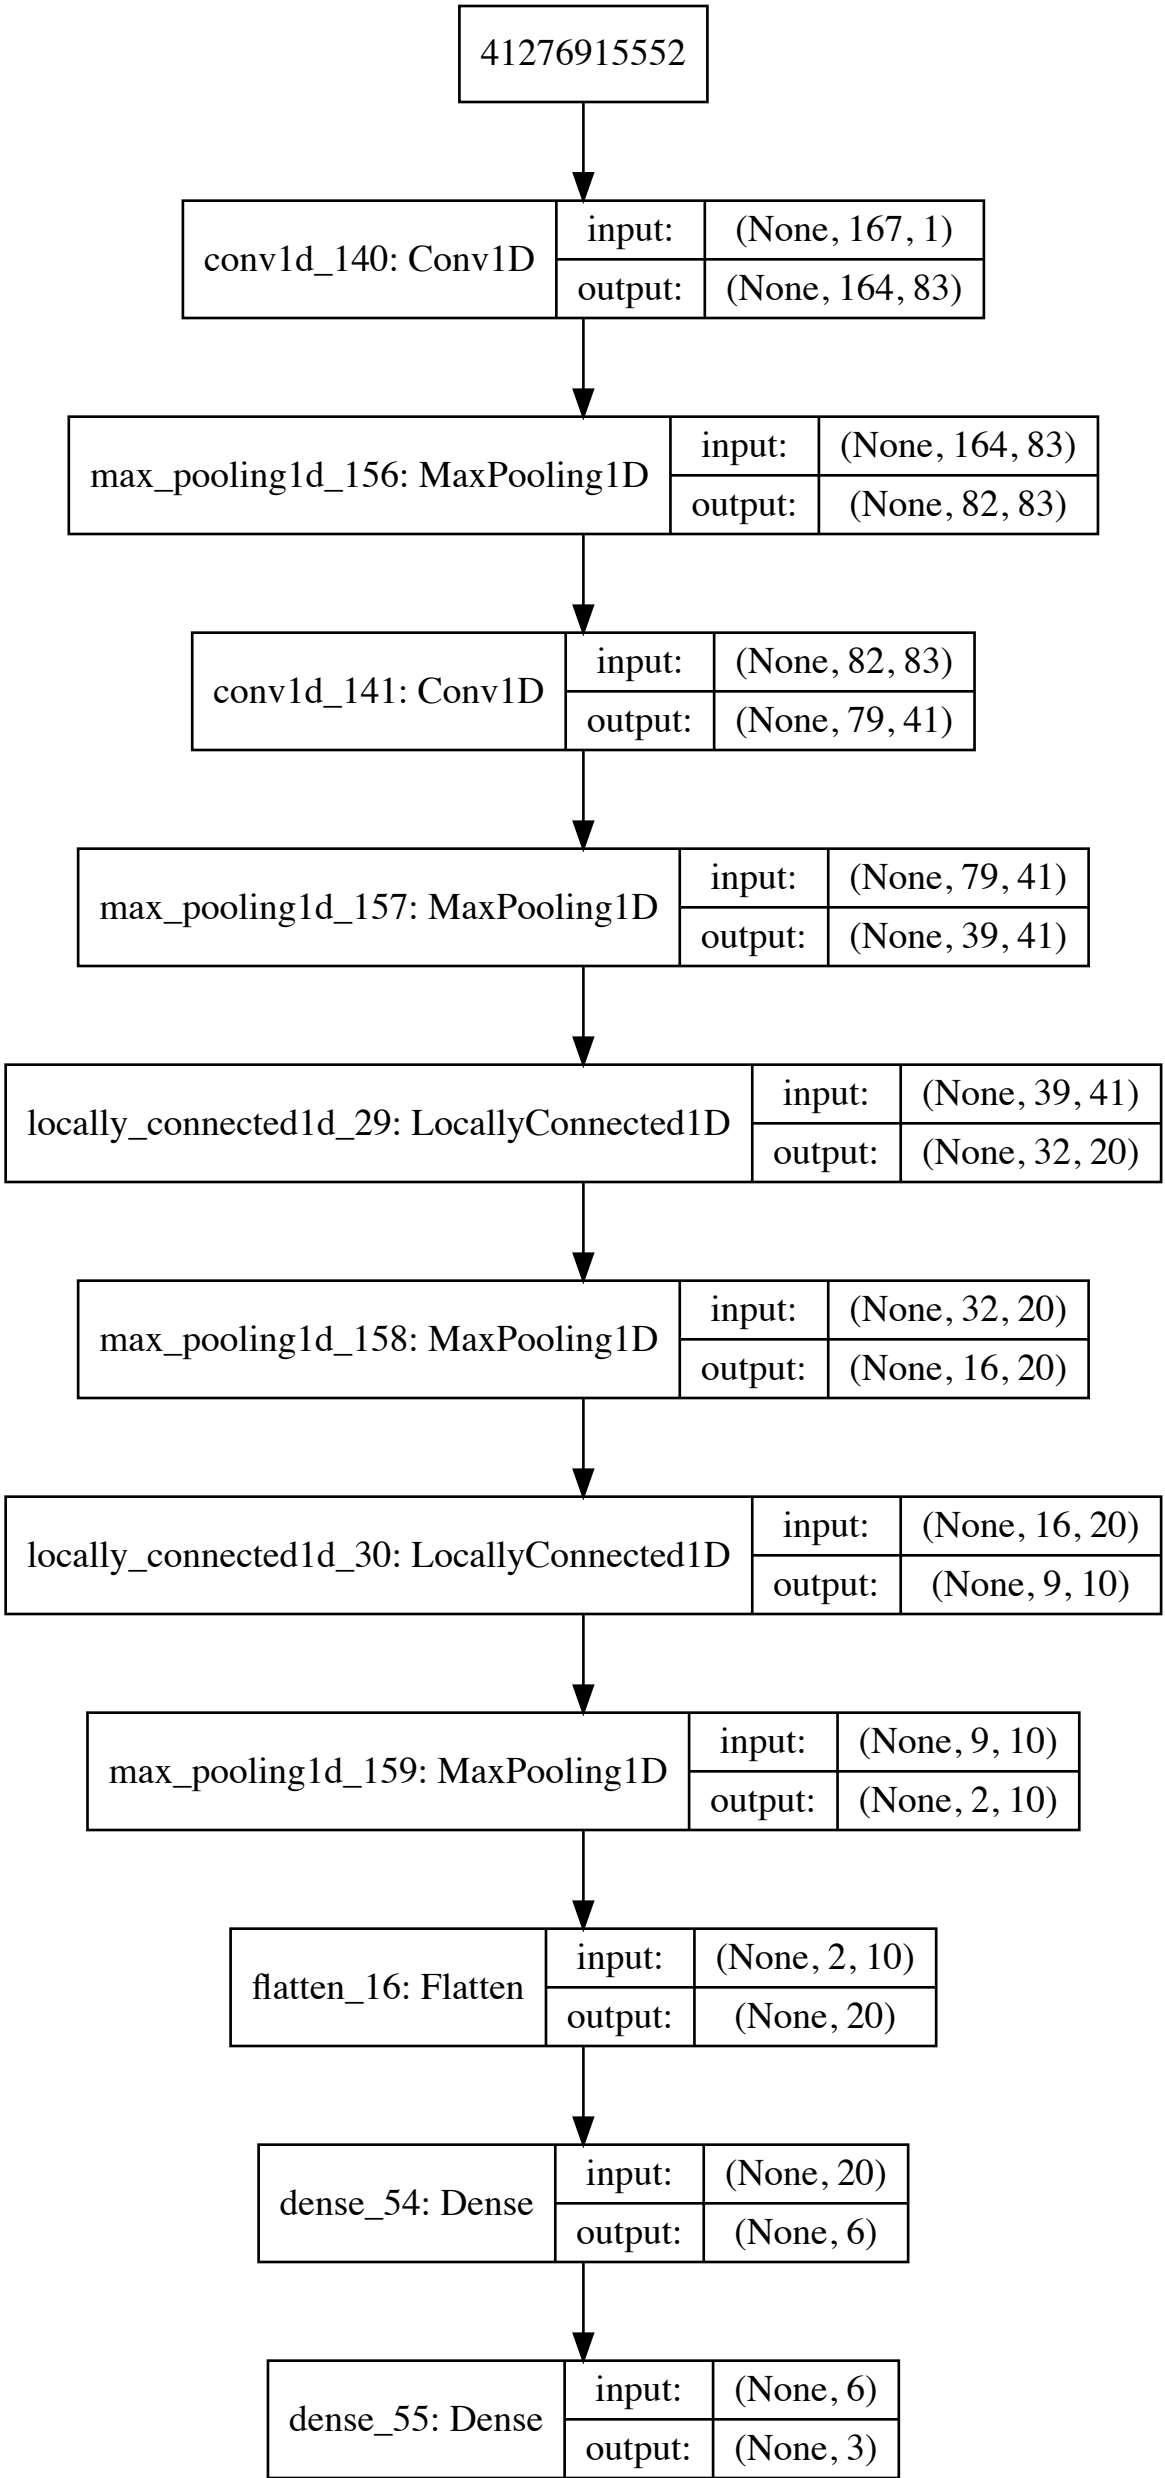 41276915552
conv1d_140: Conv1D
input: (None, 167, 1)
output: (None, 164, 83)
max_pooling1d_156: MaxPooling1D
input: (None, 164, 83)
output: (None, 82, 83)
conv1d_141: Conv1D
input: (None, 82, 83)
output: (None, 79, 41)
max_pooling1d_157: MaxPooling1D
input: (None, 79, 41)
output: (None, 39, 41)
locally_connected1d_29: LocallyConnected1D
input: (None, 39, 41)
output: (None, 32, 20)
max_pooling1d_158: MaxPooling1D
input: (None, 32, 20)
output: (None, 16, 20)
locally_connected1d_30: LocallyConnected1D
input: (None, 16, 20)
output: (None, 9, 10)
max_pooling1d_159: MaxPooling1D
input: (None, 9, 10)
output: (None, 2, 10)
flatten_16: Flatten
input: (None, 2, 10)
output: (None, 20)
dense_54: Dense
input: (None, 20)
output: (None, 6)
dense_55: Dense
input: (None, 6)
output: (None, 3)